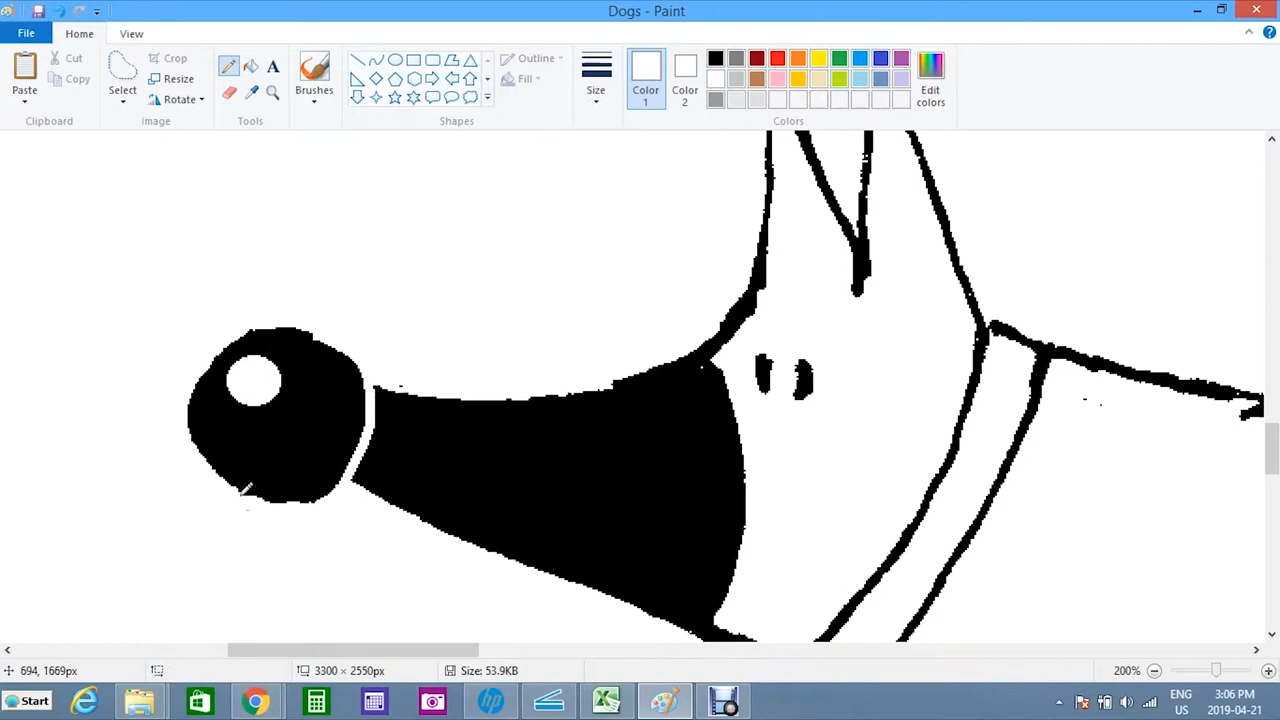 Dogs - Paint
File Home View
Paste
Cut
Copy
Clipboard
Select
Crop
Resize
Rotate
Image
A
Tools
Brushes
Shapes
Outline
Fill
Size
Color 1
Color 2
Edit colors
Colors
694, 1669px
3300 × 2550px
Size: 53.9KB
200%
Start
ENG
US
3:06 PM
2019-04-21